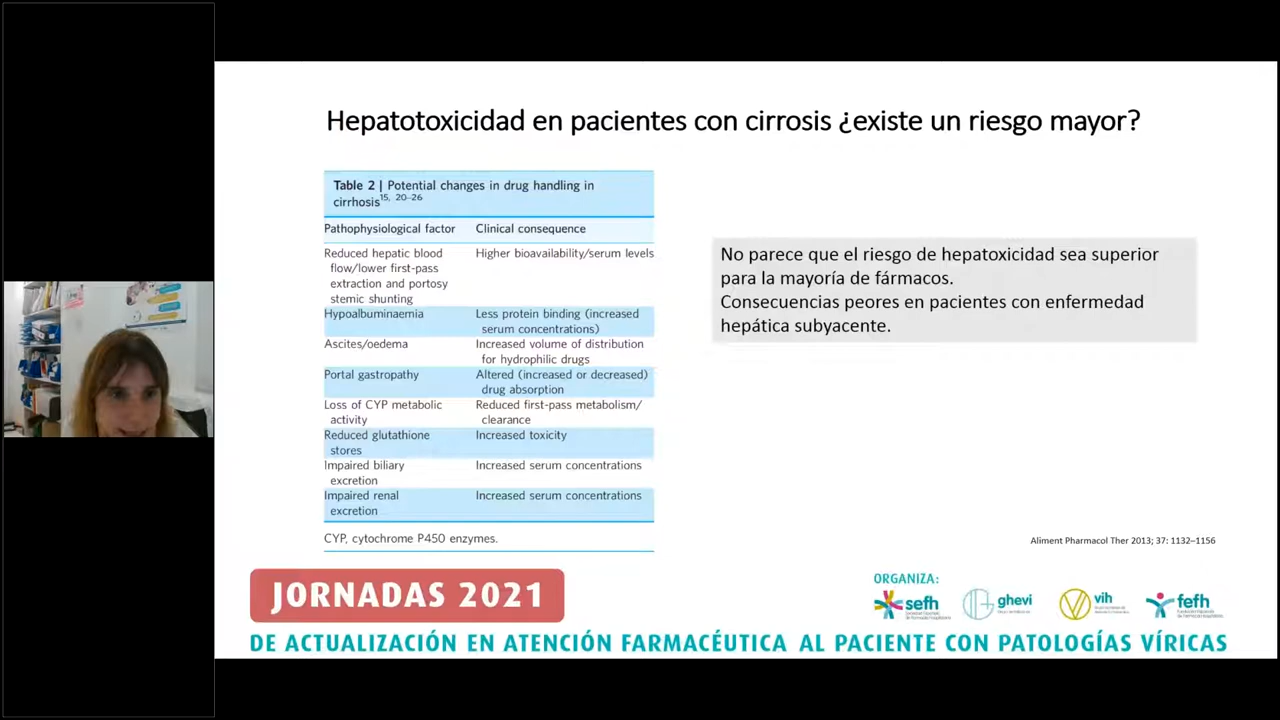 Hepatotoxicidad en pacientes con cirrosis ¿existe un riesgo mayor?
Table 2 | Potential changes in drug handling in
cirrhosis15, 20–26
Pathophysiological factor Clinical consequence
Reduced hepatic blood Higher bioavailability/serum levels
flow/lower first-pass
extraction and portosy
stemic shunting
Hypoalbuminaemia Less protein binding (increased
serum concentrations)
Ascites/oedema Increased volume of distribution
for hydrophilic drugs
Portal gastropathy Altered (increased or decreased)
drug absorption
Loss of CYP metabolic Reduced first-pass metabolism/
activity clearance
Reduced glutathione Increased toxicity
stores
Impaired biliary Increased serum concentrations
excretion
Impaired renal Increased serum concentrations
excretion
CYP, cytochrome P450 enzymes.
No parece que el riesgo de hepatoxicidad sea superior
para la mayoría de fármacos.
Consecuencias peores en pacientes con enfermedad
hepática subyacente.
Aliment Pharmacol Ther 2013; 37: 1132–1156
JORNADAS 2021
ORGANIZA:
sefh
ghevi
vih
fefh
DE ACTUALIZACIÓN EN ATENCIÓN FARMACÉUTICA AL PACIENTE CON PATOLOGÍAS VÍRICAS